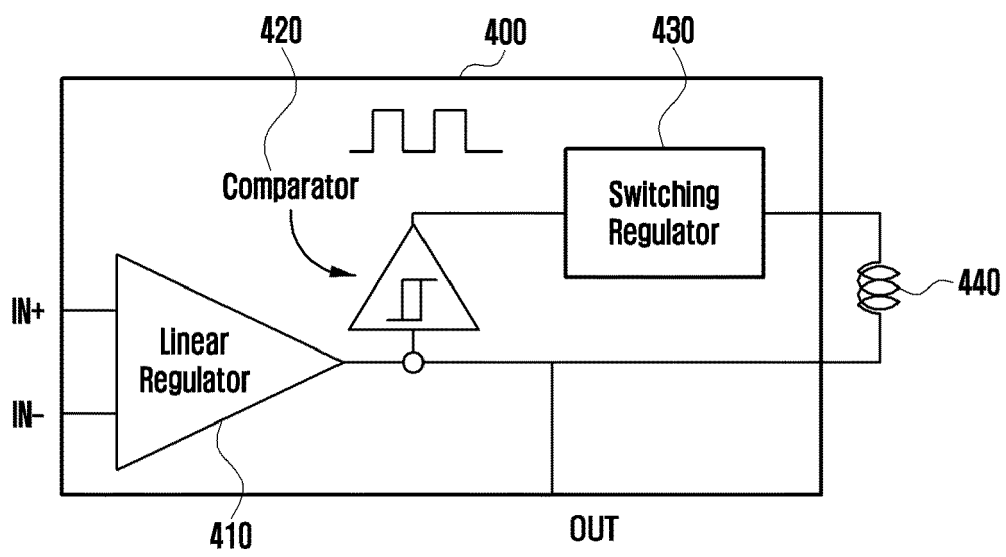 420
400
430
Comparator
Switching
Regulator
440
IN+
Linear
Regulator
IN-
410
OUT